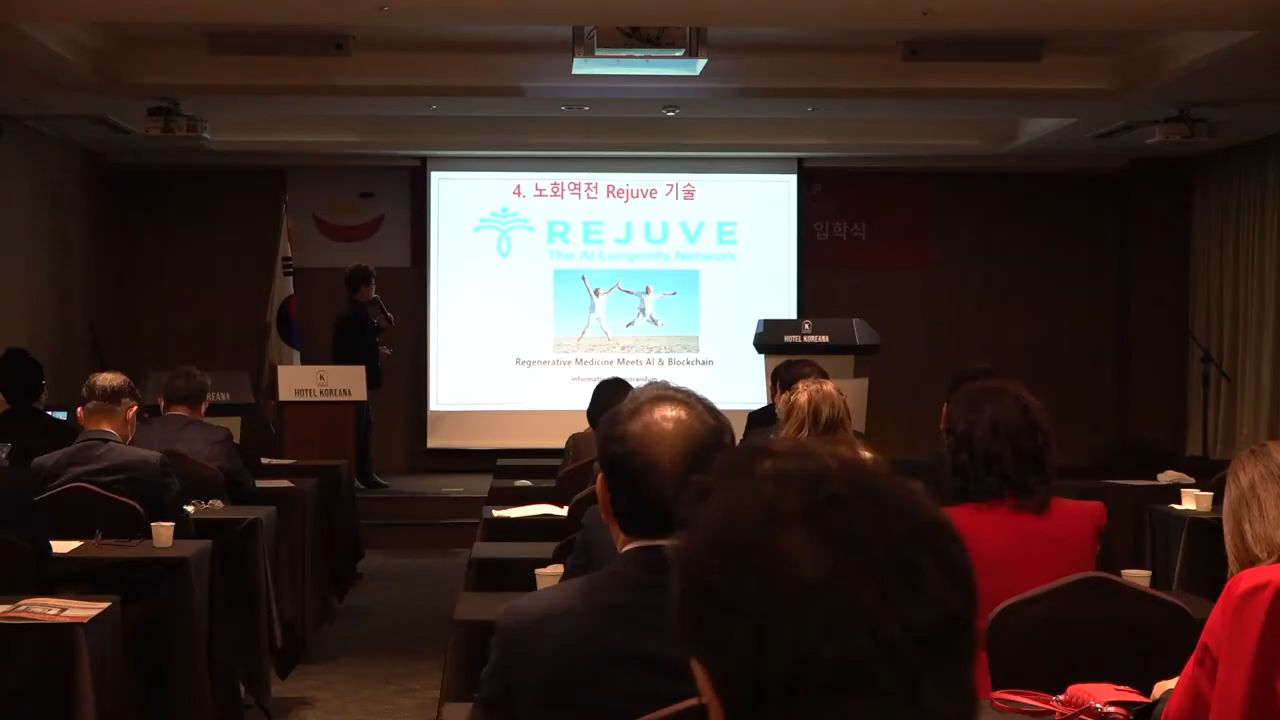 4. 노화역전 Rejuve 기술
REJUVE
The AI Longevity Network
Regenerative Medicine Meets AI & Blockchain
입학식
K
HOTEL KOREANA
K
HOTEL KOREANA
REANA